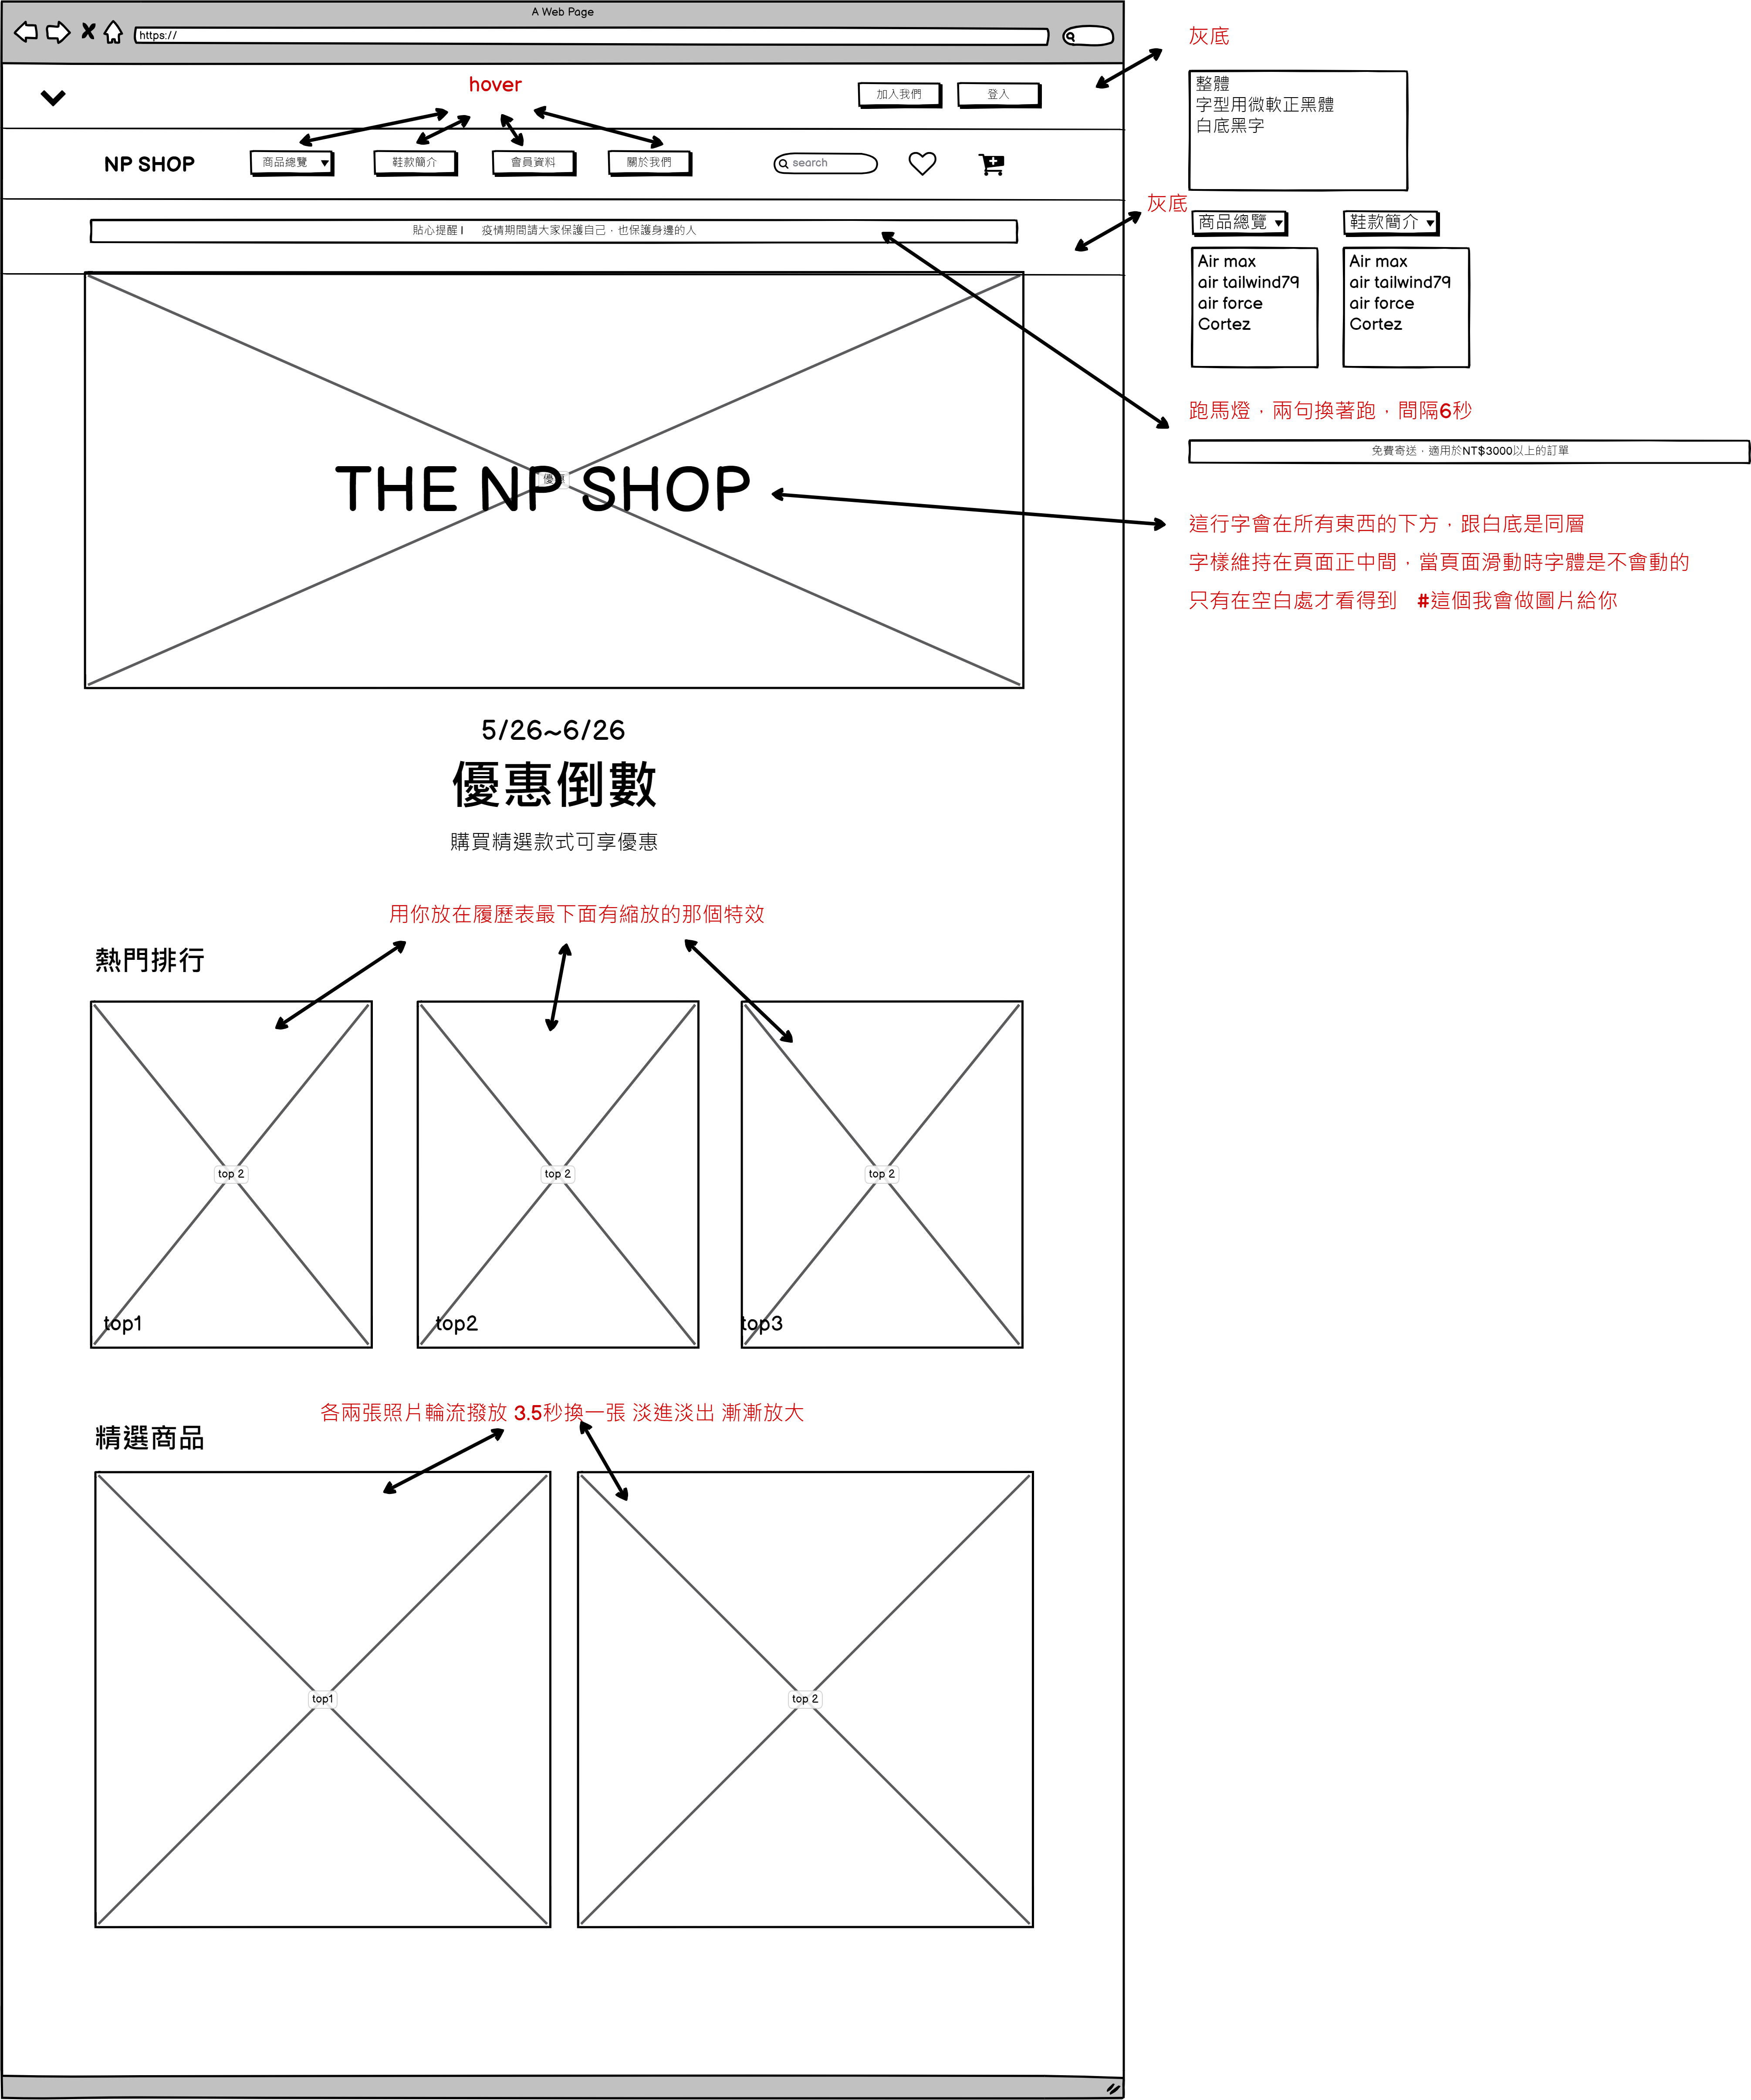 A Web Page
https://
hover
加入我們
登入
NP SHOP
商品總覽
鞋款簡介
會員資料
關於我們
search
貼心提醒! 疫情期間請大家保護自己，也保護身邊的人
THE NP SHOP
5/26~6/26
優惠倒數
購買精選款式可享優惠
用你放在履歷表最下面有縮放的那個特效
熱門排行
top 2
top 2
top 2
top1
top2
top3
各兩張照片輪流撥放 3.5秒換一張 淡進淡出 漸漸放大
精選商品
top1
top 2
灰底
整體
字型用微軟正黑體
白底黑字
灰底
商品總覽
鞋款簡介
Air max
air tailwind79
air force
Cortez
Air max
air tailwind79
air force
Cortez
跑馬燈，兩句換著跑，間隔6秒
免費寄送，適用於NT$3000以上的訂單
這行字會在所有東西的下方，跟白底是同層
字樣維持在頁面正中間，當頁面滑動時字體是不會動的
只有在空白處才看得到 #這個我會做圖片給你